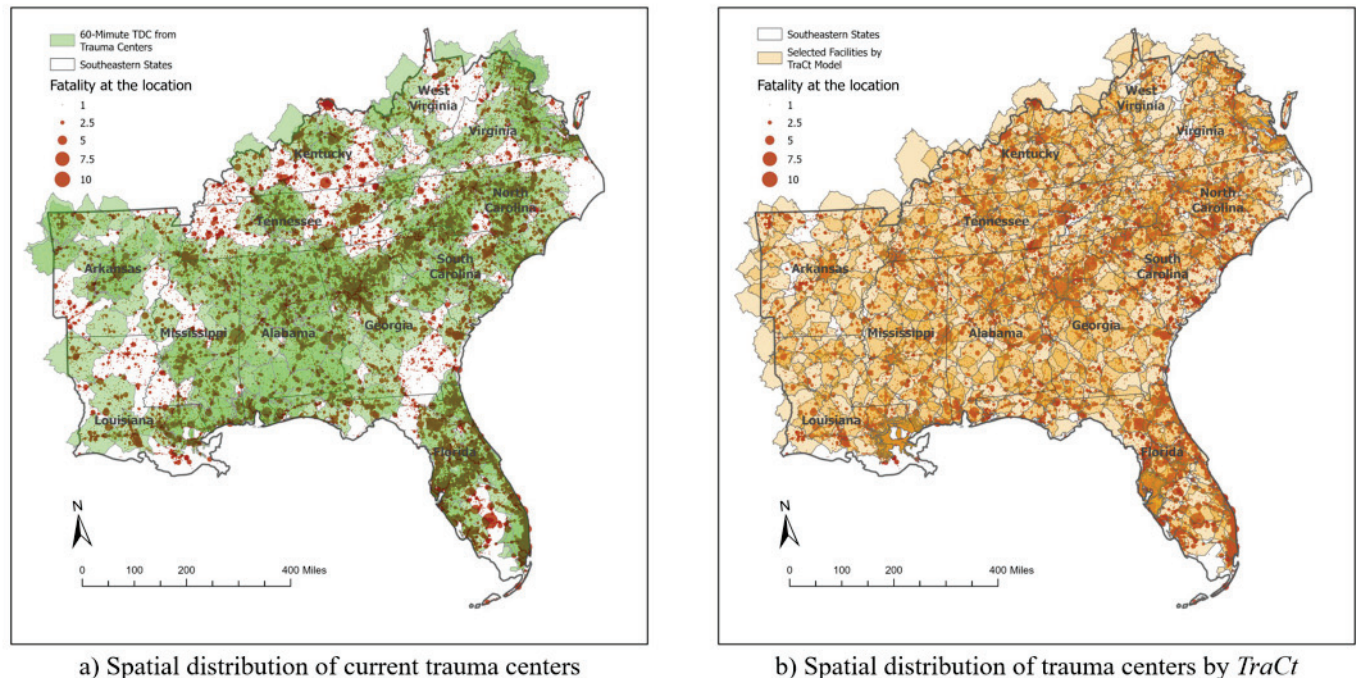 60-Mimute TDC from
Trauma Centers
Southeastern States
Fatality at the location
1
2.5
5
7.5
10
West
Virginia
Virginia
Kentucky
North
Carolina
Tennessee
Arkansas
South
Carolina
Mississippi
Alabama
Georgia
Louisiana
Florida
N
0 100 200 400 Miles
a) Spatial distribution of current trauma centers
Southeastern States
Selected Facilities by
TraCt Model
Fatality at the location
1
2.5
5
7.5
10
West
Virginia
Virginia
Kentucky
North
Carolina
Tennessee
Arkansas
South
Carolina
Mississippi
Alabama
Georgia
Louisiana
Florida
N
0 100 200 400 Miles
b) Spatial distribution of trauma centers by TraCt